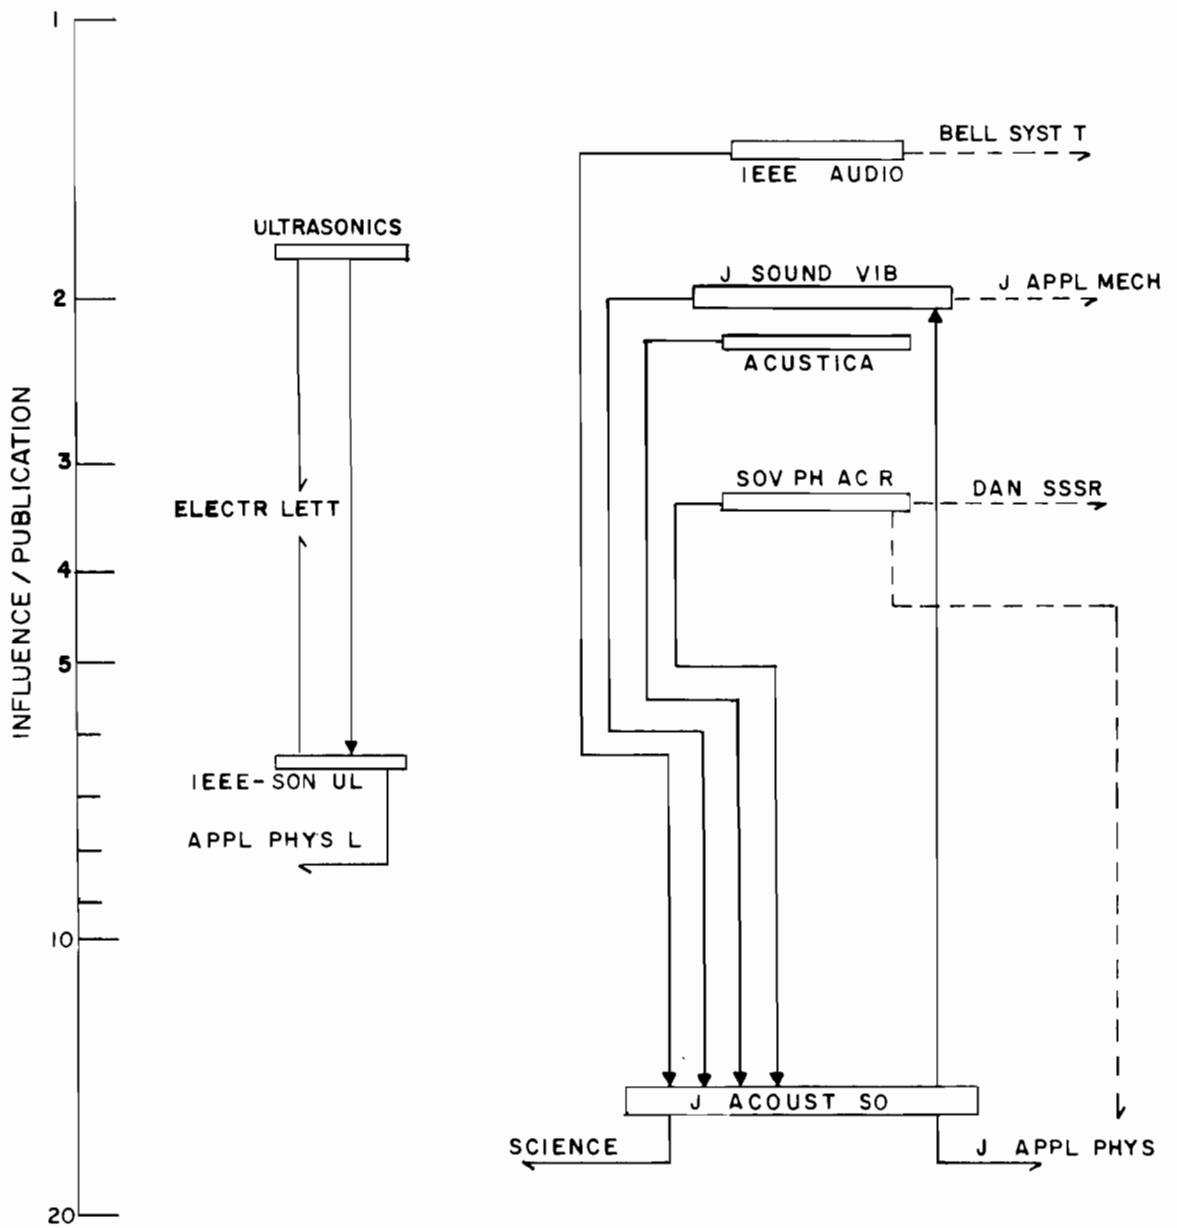 1
BELL SYST T
IEEE AUDIO
ULTRASONICS
J SOUND VIB
J APPL MECH
2
ACUSTICA
INFLUENCE / PUBLICATION
3
SOV PH AC R
DAN SSSR
ELECTR LETT
4
5
IEEE-SON UL
APPL PHYS L
10
J ACOUST SO
SCIENCE
J APPL PHYS
20